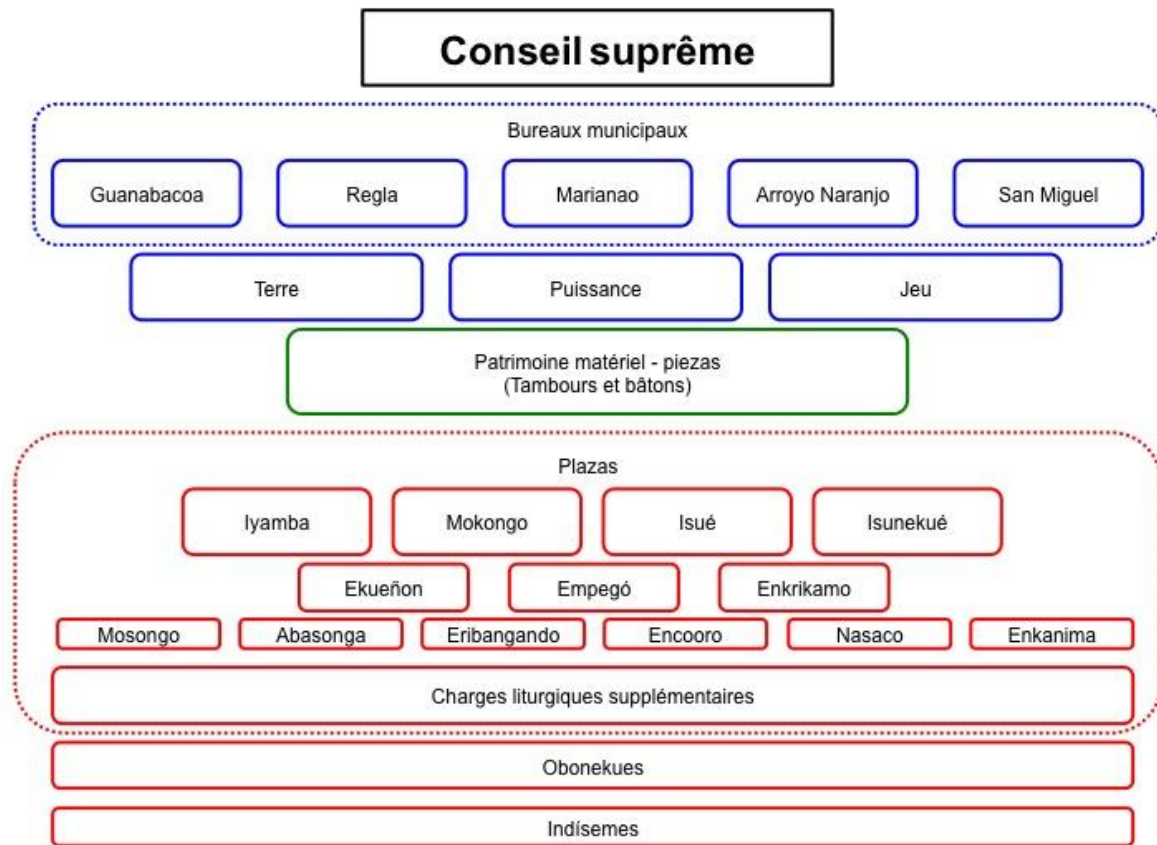 Conseil suprême
Bureaux municipaux
Guanabacoa
Regla
Marianao
Arroyo Naranjo
San Miguel
Terre
Puissance
Jeu
Patrimoine matériel - piezas
(Tambours et bâtons)
Plazas
Iyamba
Mokongo
Isué
Isunekué
Ekueñon
Empegó
Enkrikamo
Mosongo
Abasonga
Eribangando
Encooro
Nasaco
Enkanima
Charges liturgiques supplémentaires
Obonekues
Indísemes